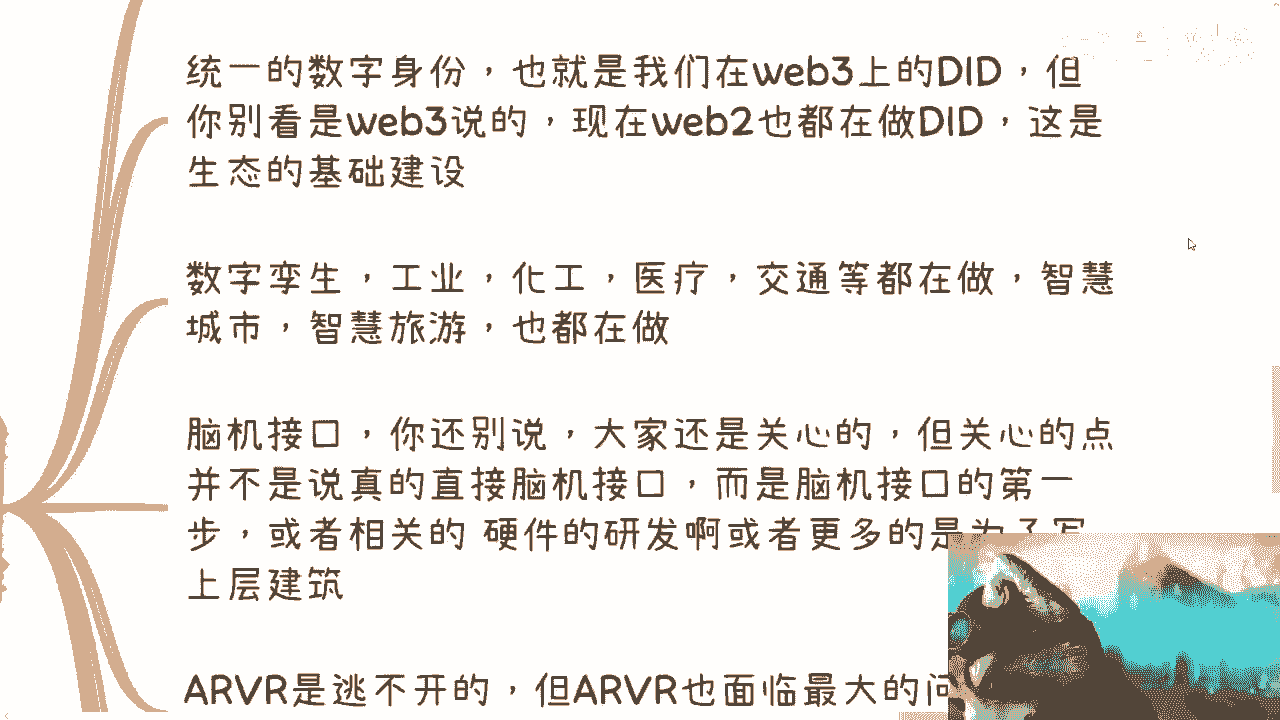 统一的数字身份，也就是我们在web3上的DID，但
你别看是web3说的，现在web2也都在做DID，这是
生态的基础建设
数字孪生，工业，化工，医疗，交通等都在做，智慧
城市，智慧旅游，也都在做
脑机接口，你还别说，大家还是关心的，但关心的点
并不是说真的直接脑机接口，而是脑机接口的第一
步，或者相关的 硬件的研发啊或者更多的是为了写
上层建筑
ARVR是逃不开的，但ARVR也面临最大的问